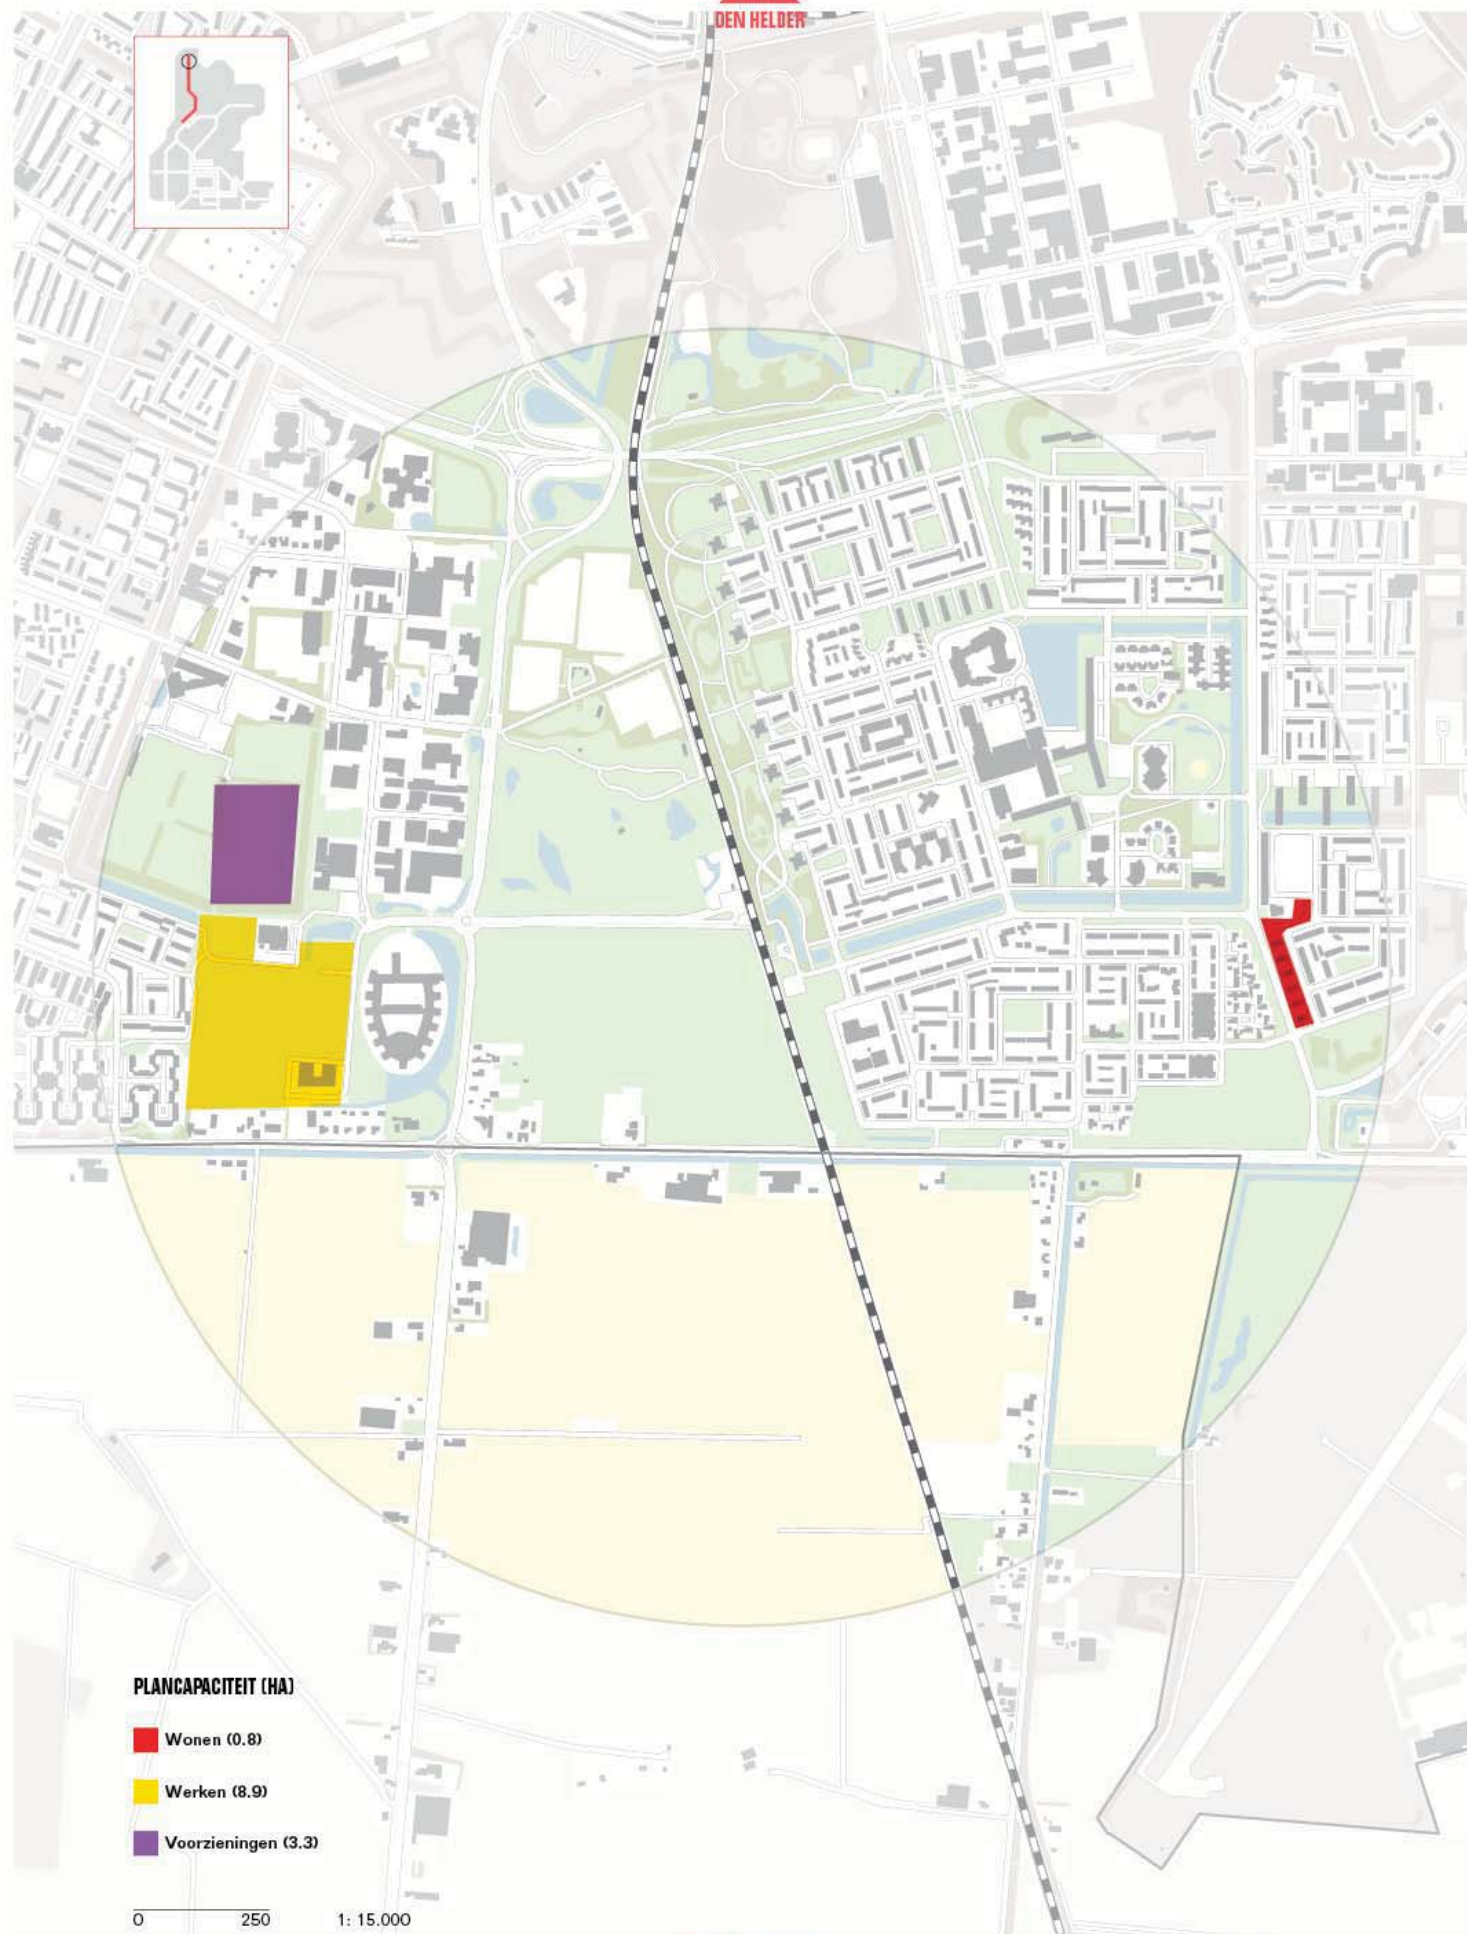 DEN HELDER
PLANCAPACITEIT (HA)
Wonen (0.8)
Werken (8.9)
Voorzieningen (3.3)
0 250 1: 15.000